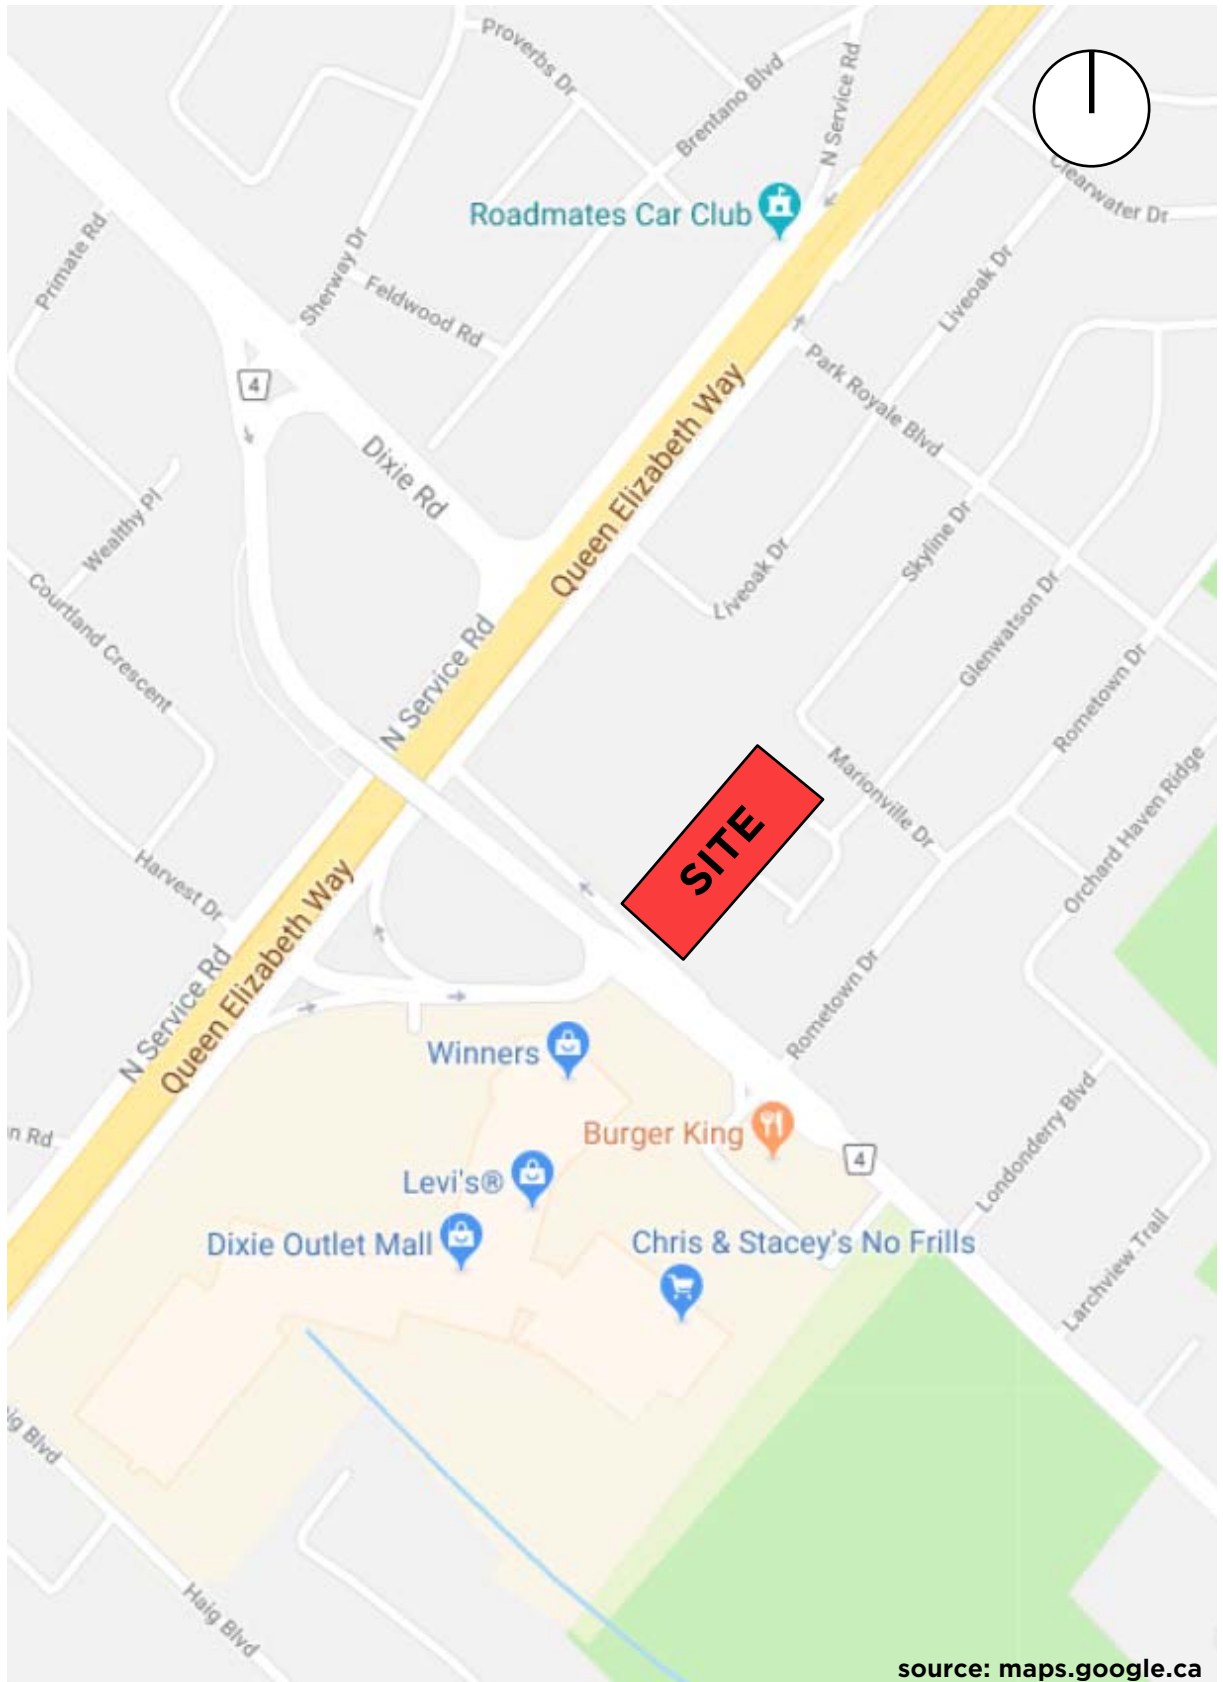 Proverbs Dr
Brentano Blvd
N Service Rd
Clearwater Dr
Roadmates Car Club
Primate Rd
Sherway Dr
Feldwood Rd
Liveoak Dr
4
Park Royale Blvd
Queen Elizabeth Way
Dixie Rd
Wealthy Pl
Skyline Dr
Liveoak Dr
Courtland Crescent
Glenwatson Dr
N Service Rd
Rometown Dr
Marionville Dr
Orchard Haven Ridge
SITE
Harvest Dr
Queen Elizabeth Way
N Service Rd
Rometown Dr
Winners
Burger King
n Rd
4
Londonderry Blvd
Levi's®
Dixie Outlet Mall
Chris & Stacey's No Frills
Larchview Trail
ig Blvd
Haig Blvd
source: maps.google.ca